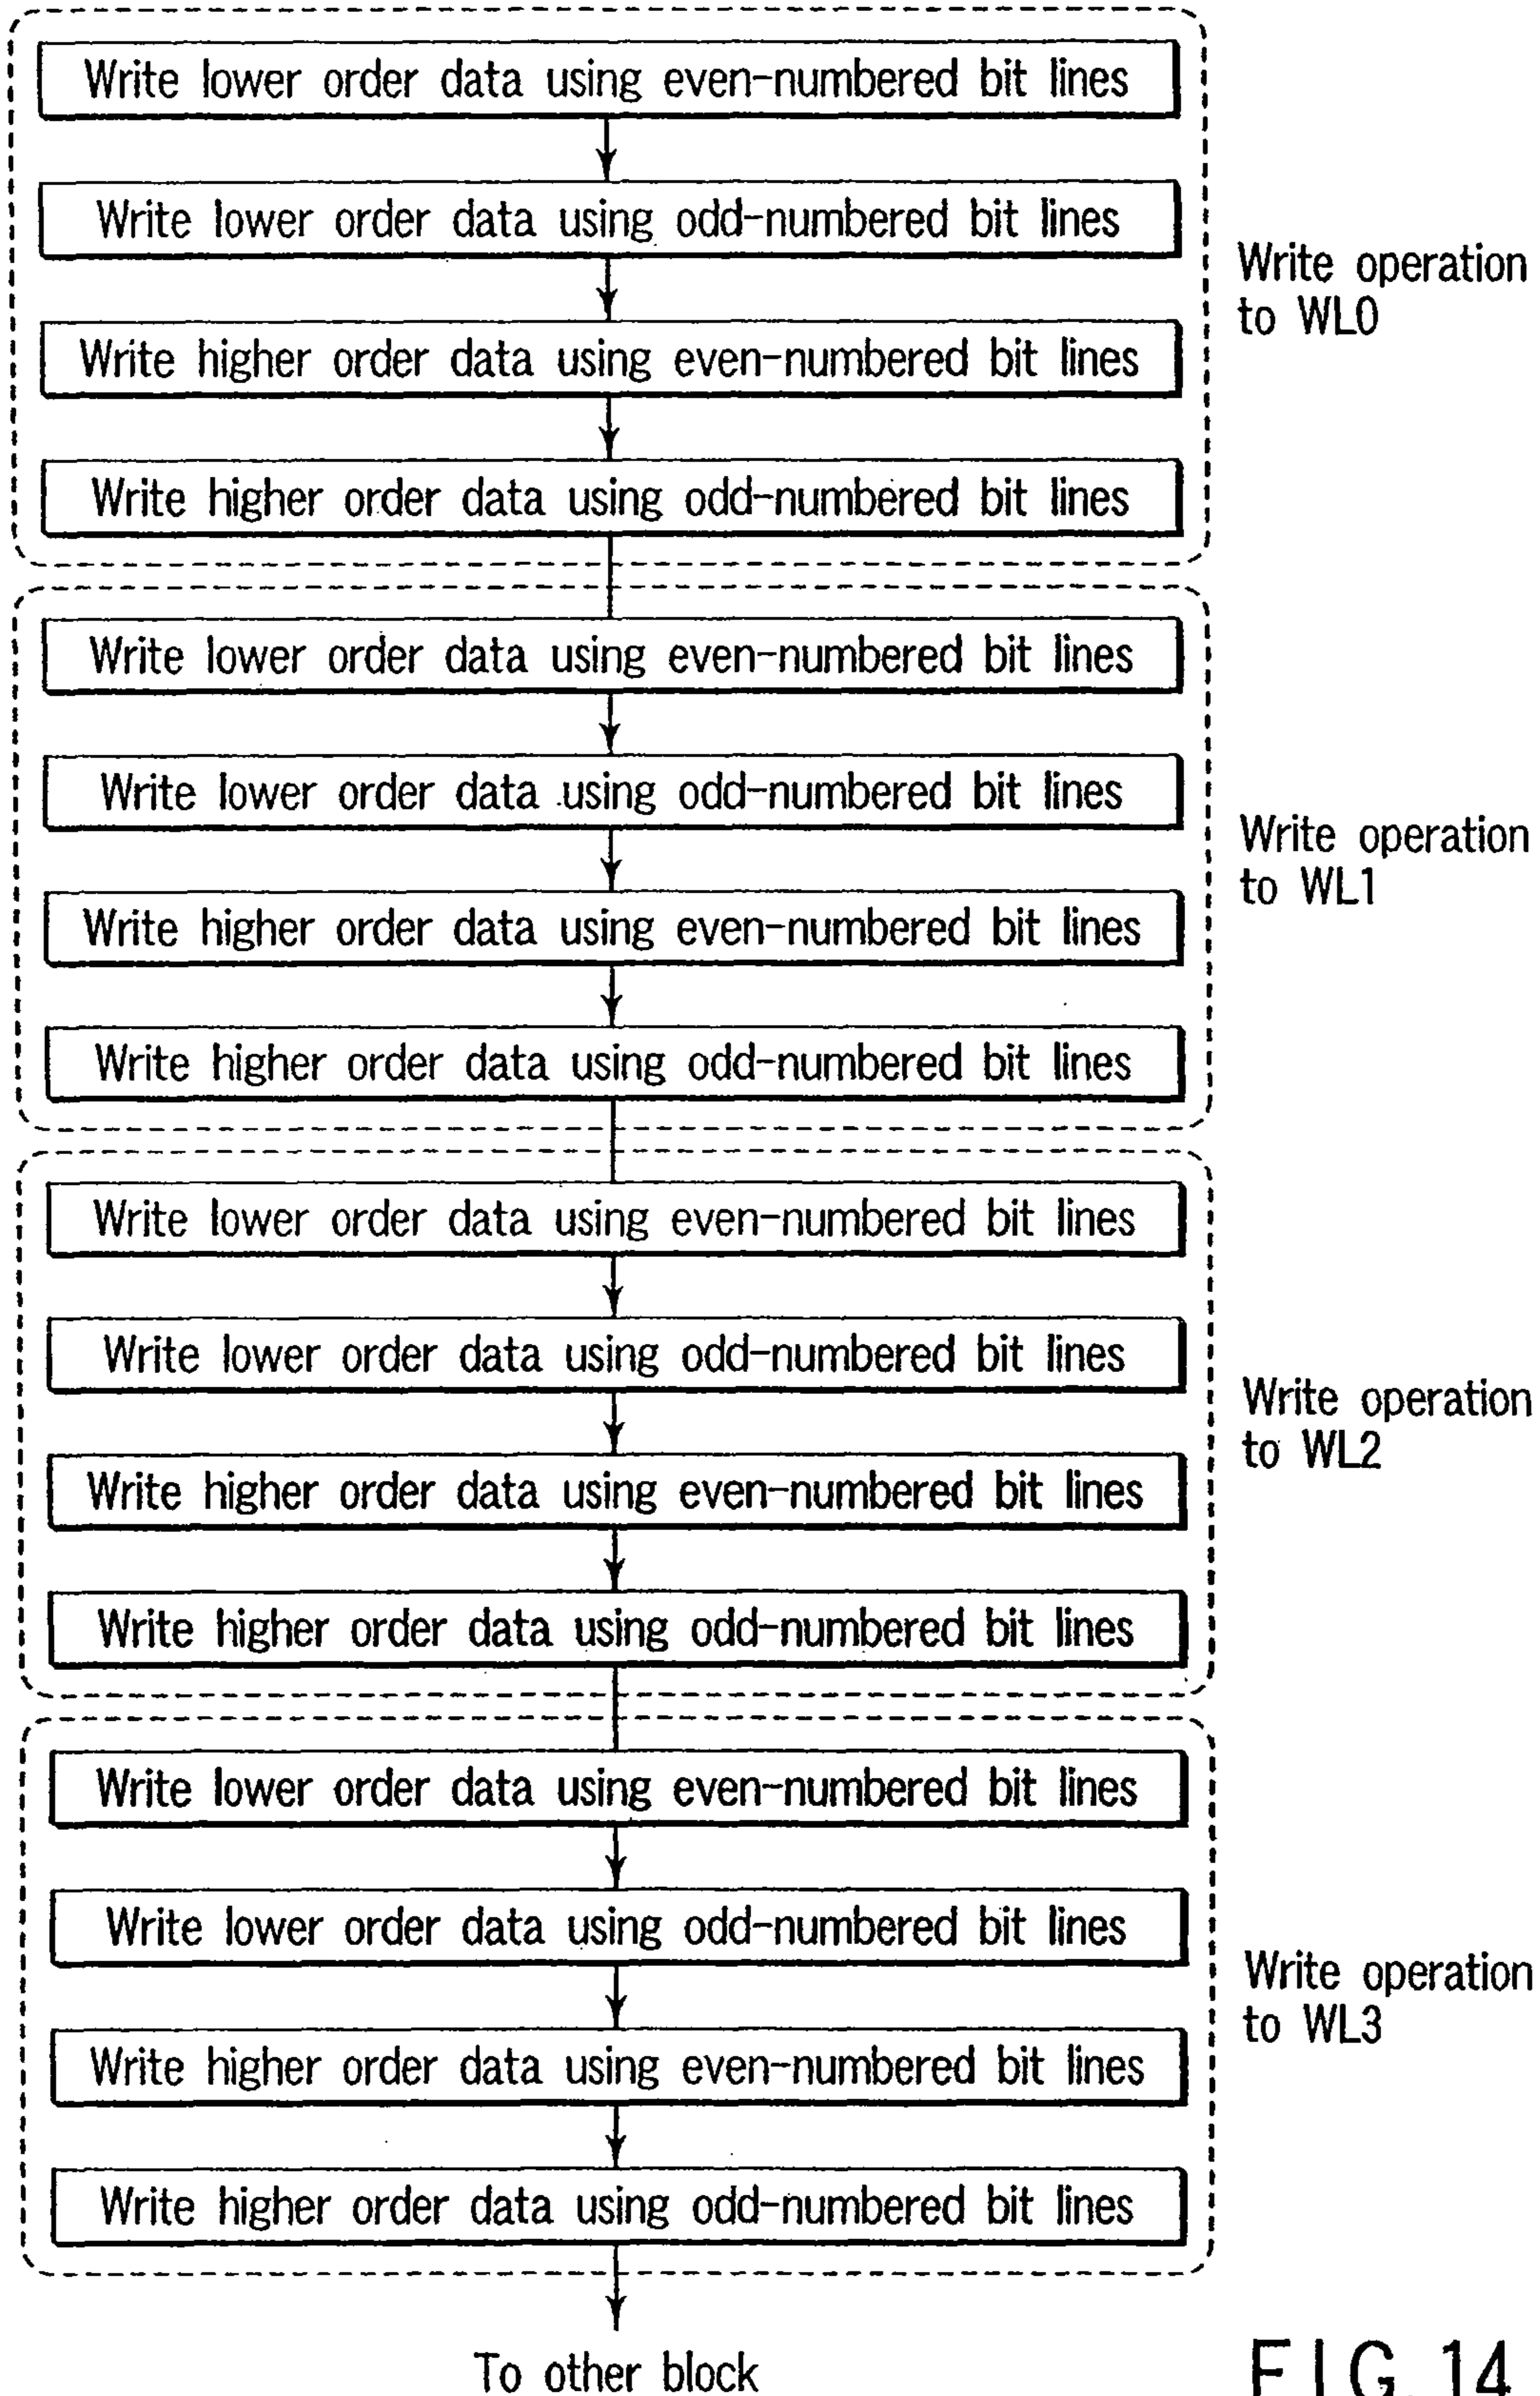 Write lower order data using even-numbered bit lines
Write lower order data using odd-numbered bit lines
Write higher order data using even-numbered bit lines
Write higher order data using odd-numbered bit lines
Write operation
to WL0
Write lower order data using even-numbered bit lines
Write lower order data using odd-numbered bit lines
Write higher order data using even-numbered bit lines
Write higher order data using odd-numbered bit lines
Write operation
to WL1
Write lower order data using even-numbered bit lines
Write lower order data using odd-numbered bit lines
Write higher order data using even-numbered bit lines
Write higher order data using odd-numbered bit lines
Write operation
to WL2
Write lower order data using even-numbered bit lines
Write lower order data using odd-numbered bit lines
Write higher order data using even-numbered bit lines
Write higher order data using odd-numbered bit lines
Write operation
to WL3
To other block
FIG. 14